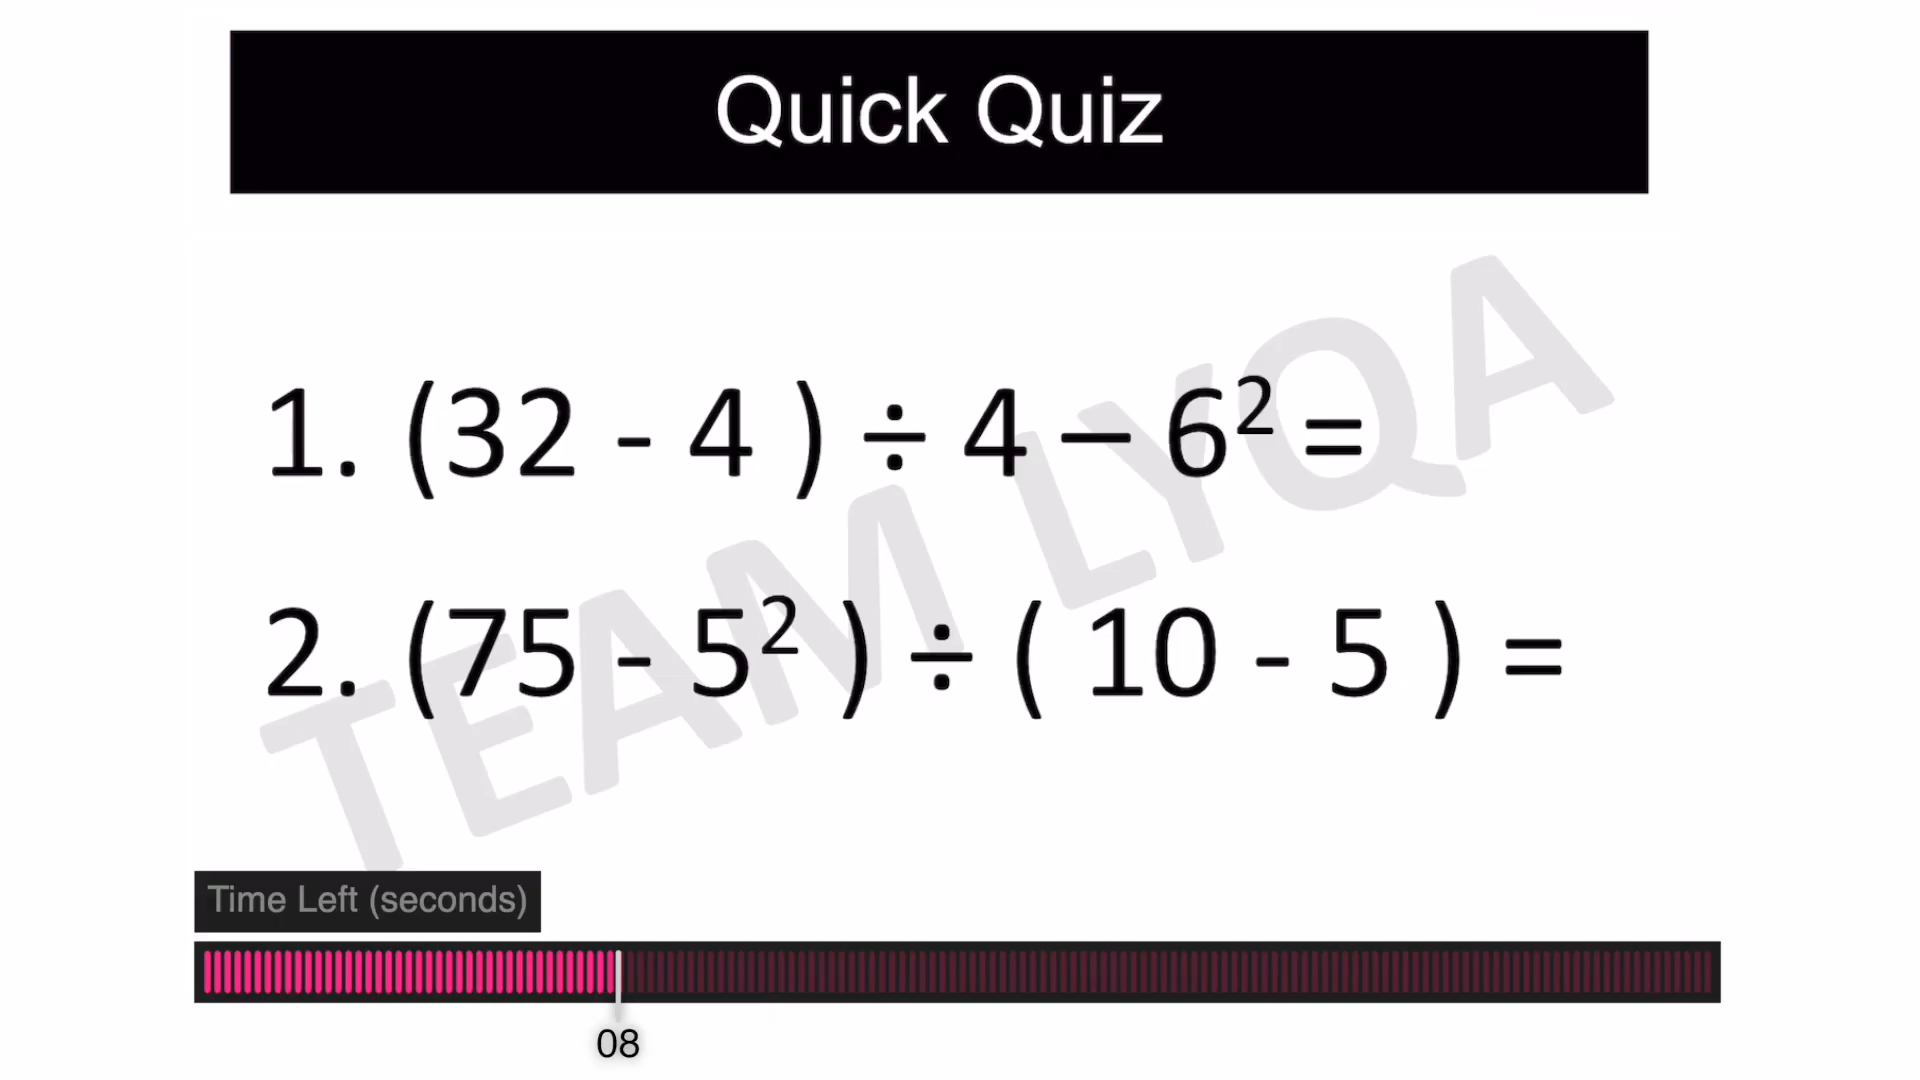 Quick Quiz
1. (32 - 4 ) ÷ 4 – 6² =
2. (75 - 5² ) ÷ ( 10 - 5 ) =
TEAM LYQA
Time Left (seconds)
08